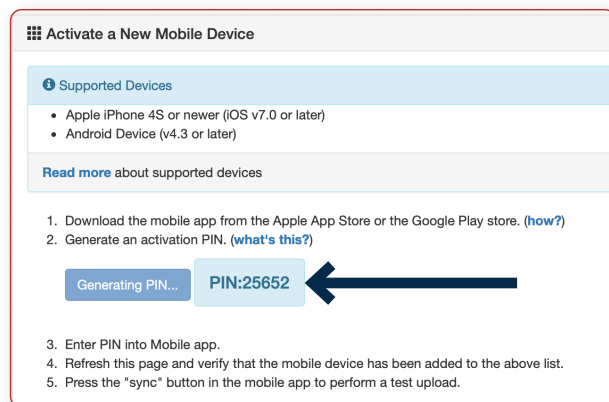 Activate a New Mobile Device
Supported Devices
Apple iPhone 4S or newer (iOS v7.0 or later)
Android Device (v4.3 or later)
Read more about supported devices
1. Download the mobile app from the Apple App Store or the Google Play store. (how?)
2. Generate an activation PIN. (what's this?)
Generating PIN... PIN:25652
3. Enter PIN into Mobile app.
4. Refresh this page and verify that the mobile device has been added to the above list.
5. Press the "sync" button in the mobile app to perform a test upload.